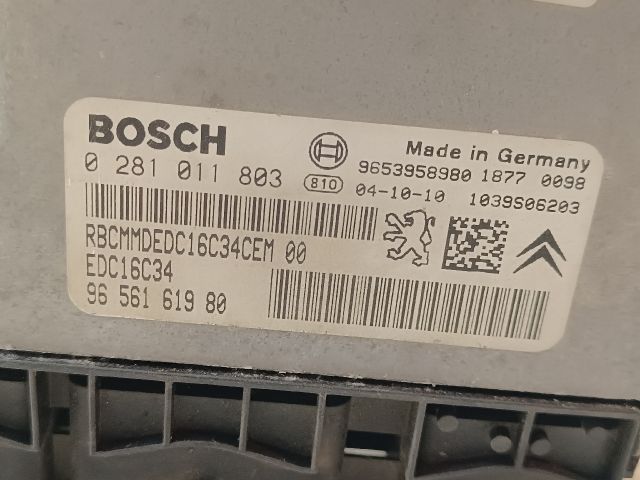 BOSCH
Made in Germany
0 281 011 803
9653958980 1877 0098
810
04-10-10
1039S06203
RBCMMDEDC16C34CEM 00
EDC16C34
96 561 619 80